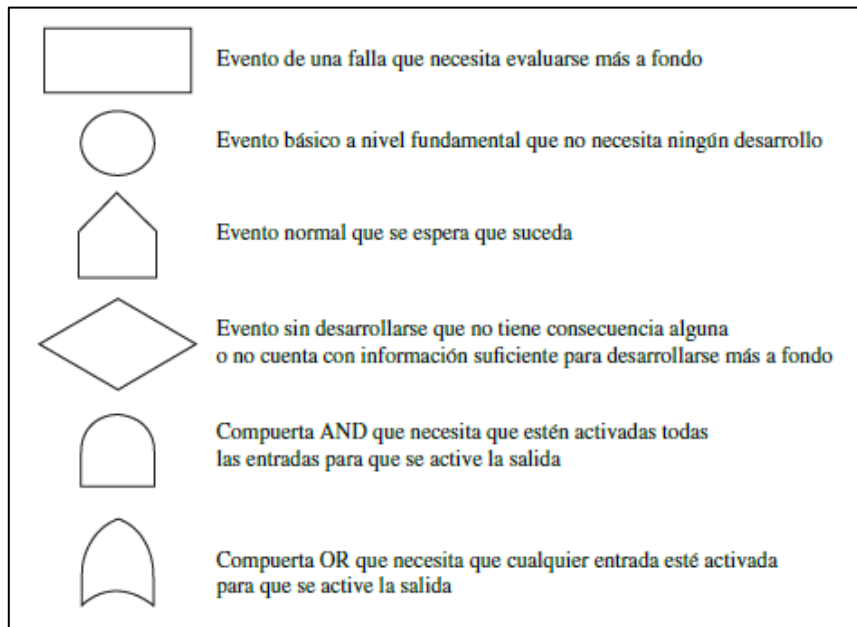 Evento de una falla que necesita evaluarse más a fondo
Evento básico a nivel fundamental que no necesita ningún desarrollo
Evento normal que se espera que suceda
Evento sin desarrollarse que no tiene consecuencia alguna
o no cuenta con información suficiente para desarrollarse más a fondo
Compuerta AND que necesita que estén activadas todas
las entradas para que se active la salida
Compuerta OR que necesita que cualquier entrada esté activada
para que se active la salida